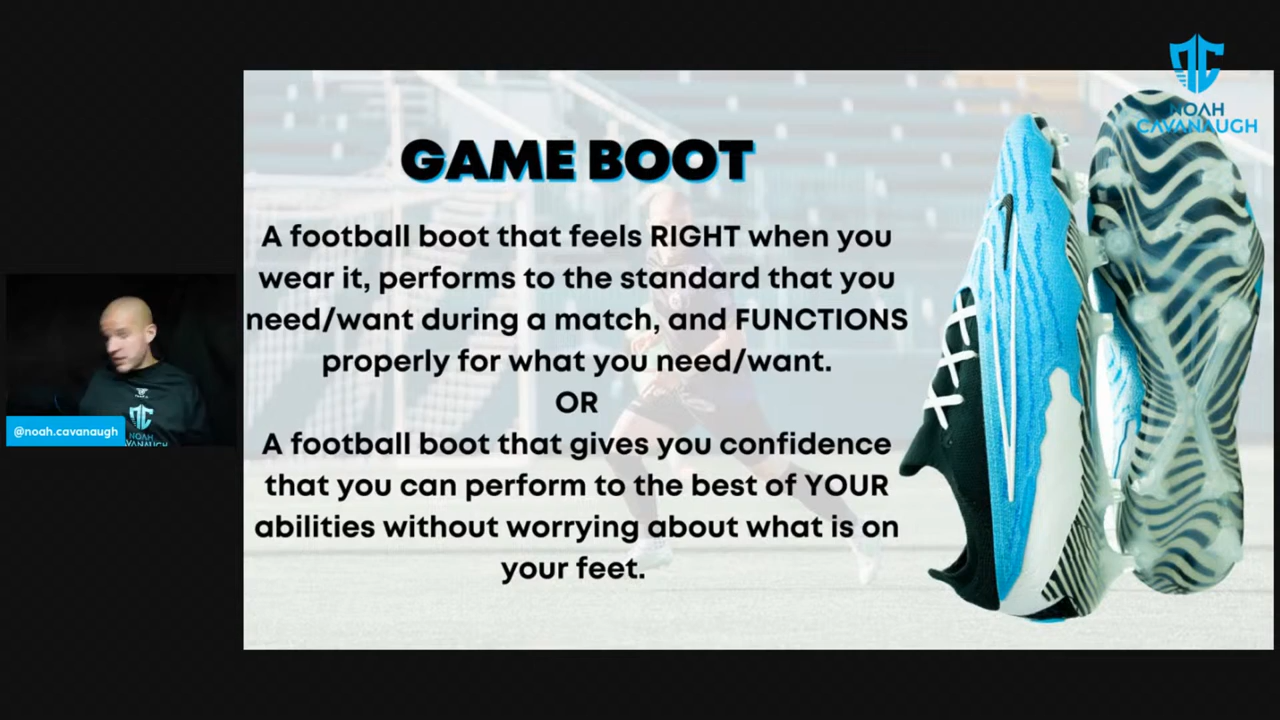 NOAH
CAVANAUGH
GAME BOOT
A football boot that feels RIGHT when you
wear it, performs to the standard that you
need/want during a match, and FUNCTIONS
properly for what you need/want.
OR
A football boot that gives you confidence
that you can perform to the best of YOUR
abilities without worrying about what is on
your feet.
@noah.cavanaugh
NOAH